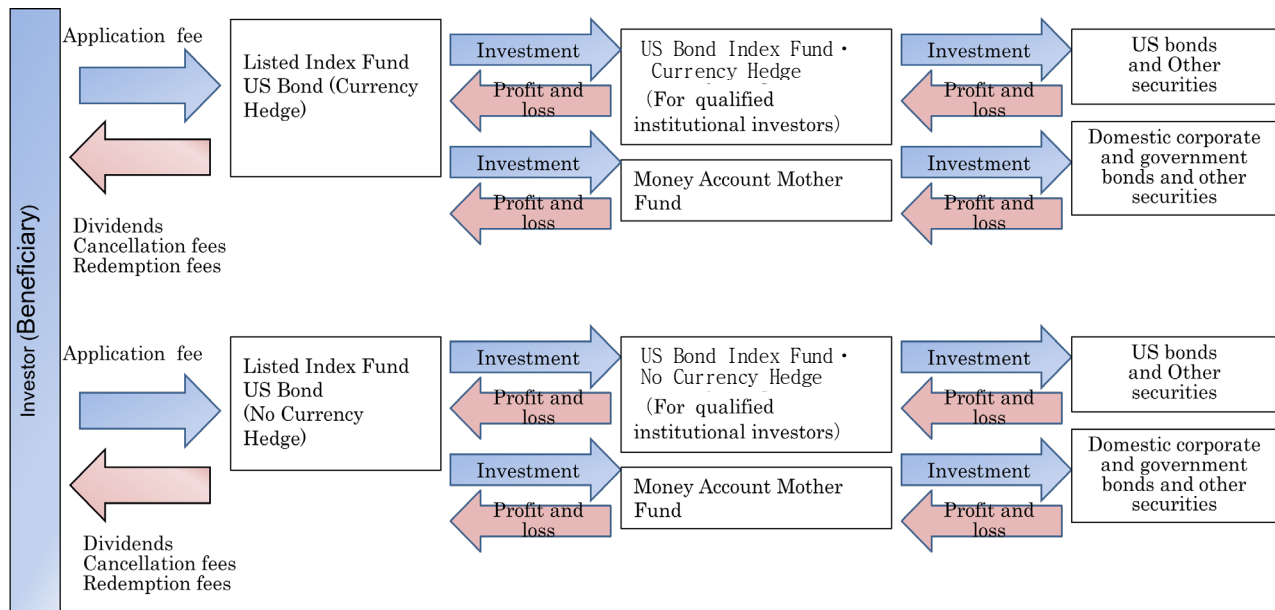 Investor (Beneficiary)
Application fee
Dividends
Cancellation fees
Redemption fees
Listed Index Fund
US Bond (Currency
Hedge)
Investment
Profit and
loss
Investment
Profit and
loss
US Bond Index Fund・
Currency Hedge
(For qualified
institutional investors)
Money Account Mother
Fund
Investment
Profit and
loss
Investment
Profit and
loss
US bonds
and Other
securities
Domestic corporate
and government
bonds and other
securities
Application fee
Dividends
Cancellation fees
Redemption fees
Listed Index Fund
US Bond
(No Currency
Hedge)
Investment
Profit and
loss
Investment
Profit and
loss
US Bond Index Fund・
No Currency Hedge
(For qualified
institutional investors)
Money Account Mother
Fund
Investment
Profit and
loss
Investment
Profit and
loss
US bonds
and Other
securities
Domestic corporate
and government
bonds and other
securities